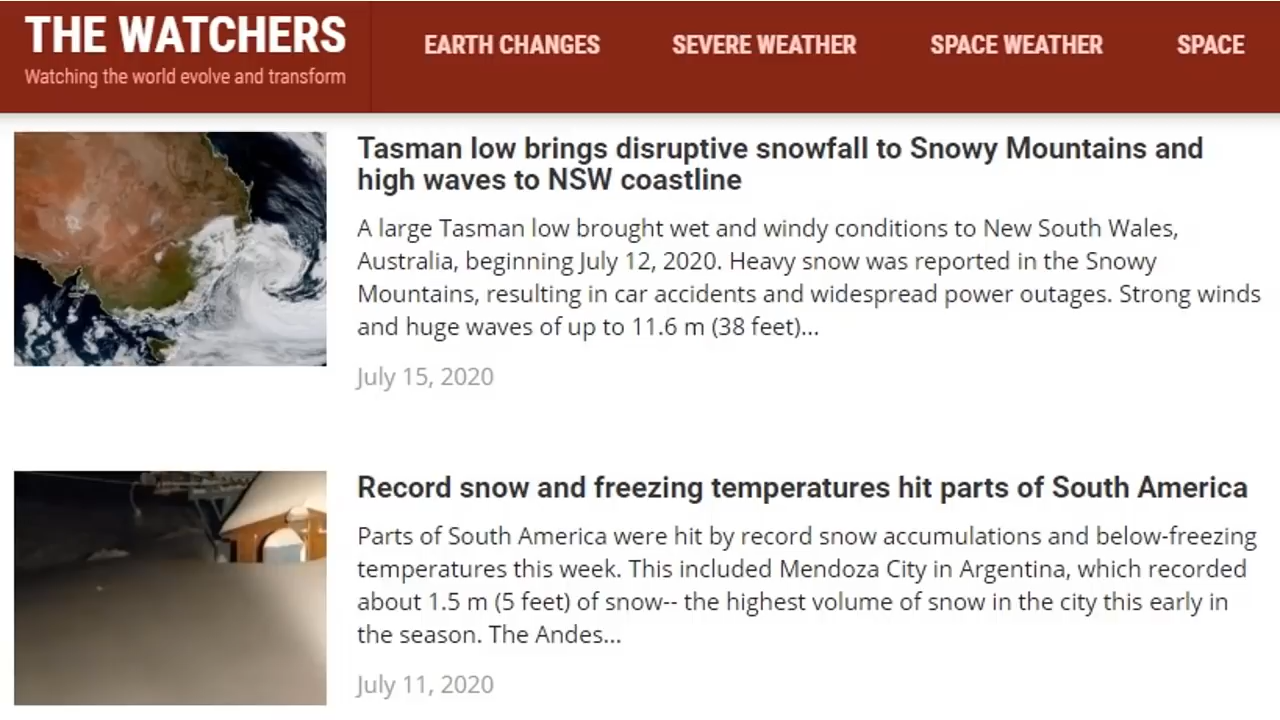 THE WATCHERS
Watching the world evolve and transform
EARTH CHANGES SEVERE WEATHER SPACE WEATHER SPACE
Tasman low brings disruptive snowfall to Snowy Mountains and
high waves to NSW coastline
A large Tasman low brought wet and windy conditions to New South Wales,
Australia, beginning July 12, 2020. Heavy snow was reported in the Snowy
Mountains, resulting in car accidents and widespread power outages. Strong winds
and huge waves of up to 11.6 m (38 feet)...
July 15, 2020
Record snow and freezing temperatures hit parts of South America
Parts of South America were hit by record snow accumulations and below-freezing
temperatures this week. This included Mendoza City in Argentina, which recorded
about 1.5 m (5 feet) of snow-- the highest volume of snow in the city this early in
the season. The Andes...
July 11, 2020